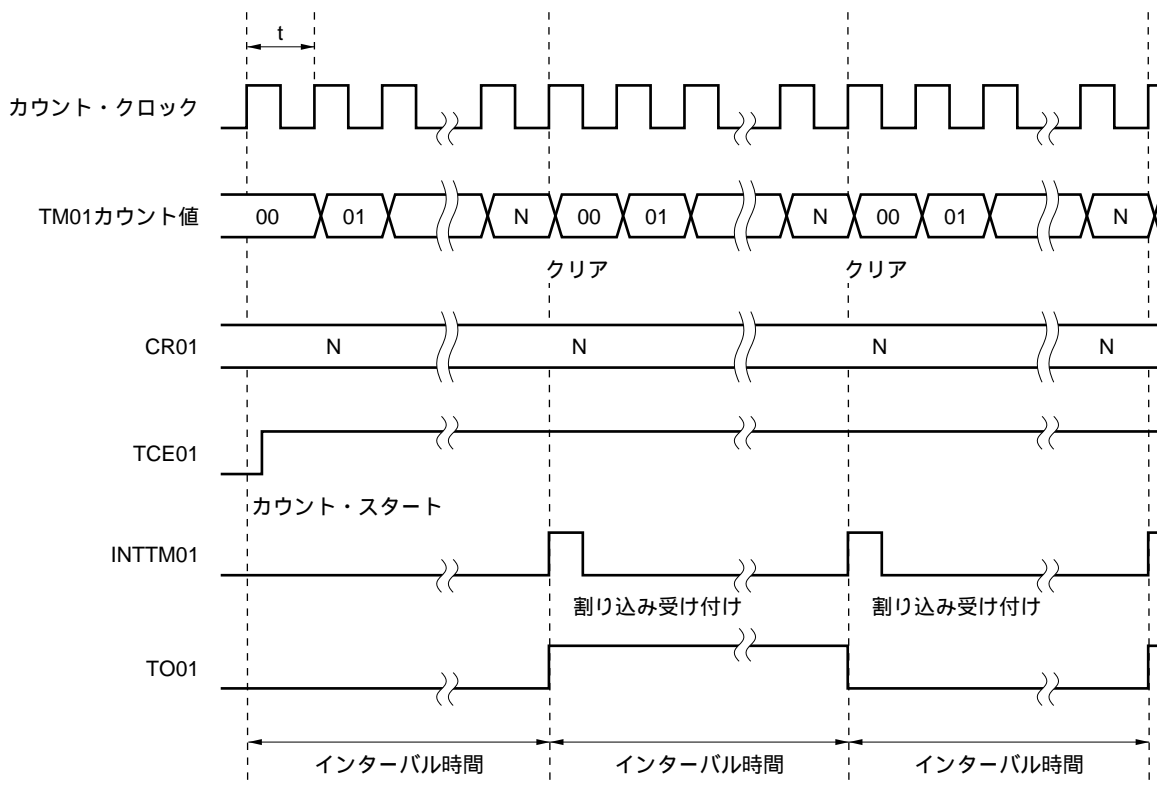 t
カウント・クロック
TM01カウント値 00 01 N 00 01 N 00 01 N
クリア クリア
CR01 N N N N
TCE01
カウント・スタート
INTTM01
割り込み受け付け 割り込み受け付け
TO01
インターバル時間 インターバル時間 インターバル時間